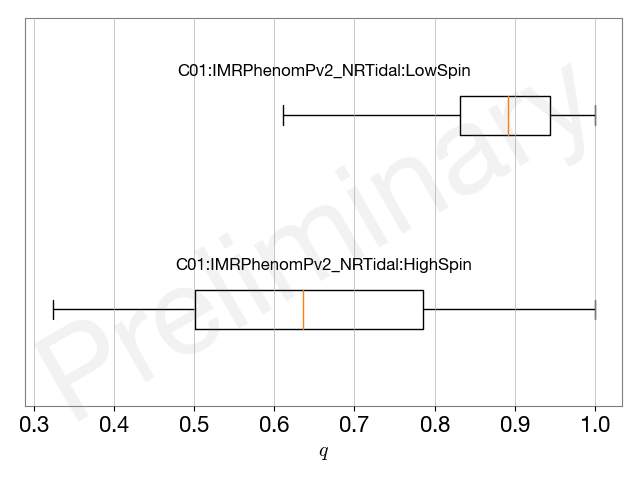 C01:IMRPhenomPv2_NRTidal:LowSpin
Preliminary
C01:IMRPhenomPv2_NRTidal:HighSpin
0.3 0.4 0.5 0.6 0.7 0.8 0.9 1.0
q